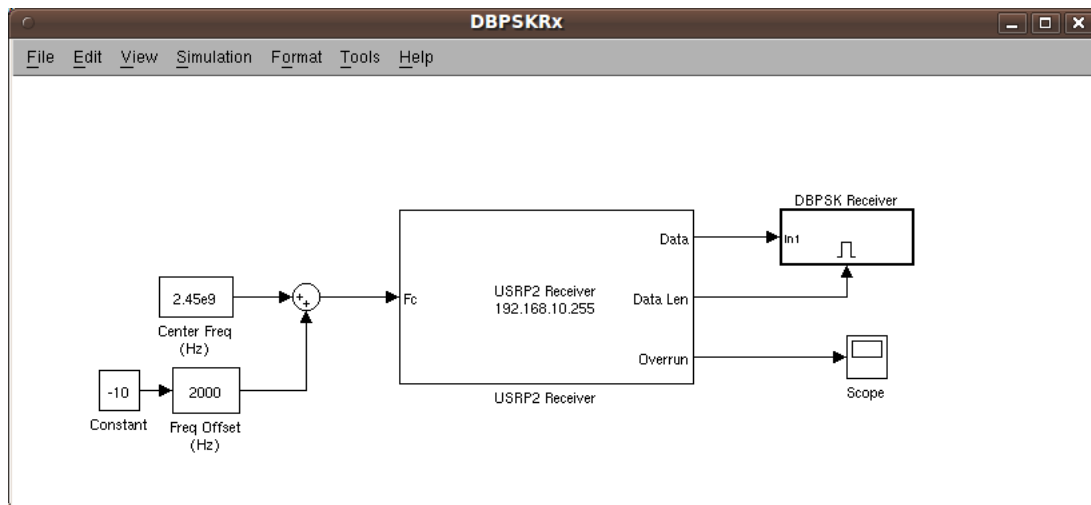 DBPSKRx
File Edit View Simulation Format Tools Help
DBPSK Receiver
In1
Data
USRP2 Receiver
192.168.10.255
Data Len
Overrun
Fc
USRP2 Receiver
2.45e9
Center Freq
(Hz)
-10
Constant
2000
Freq Offset
(Hz)
Scope